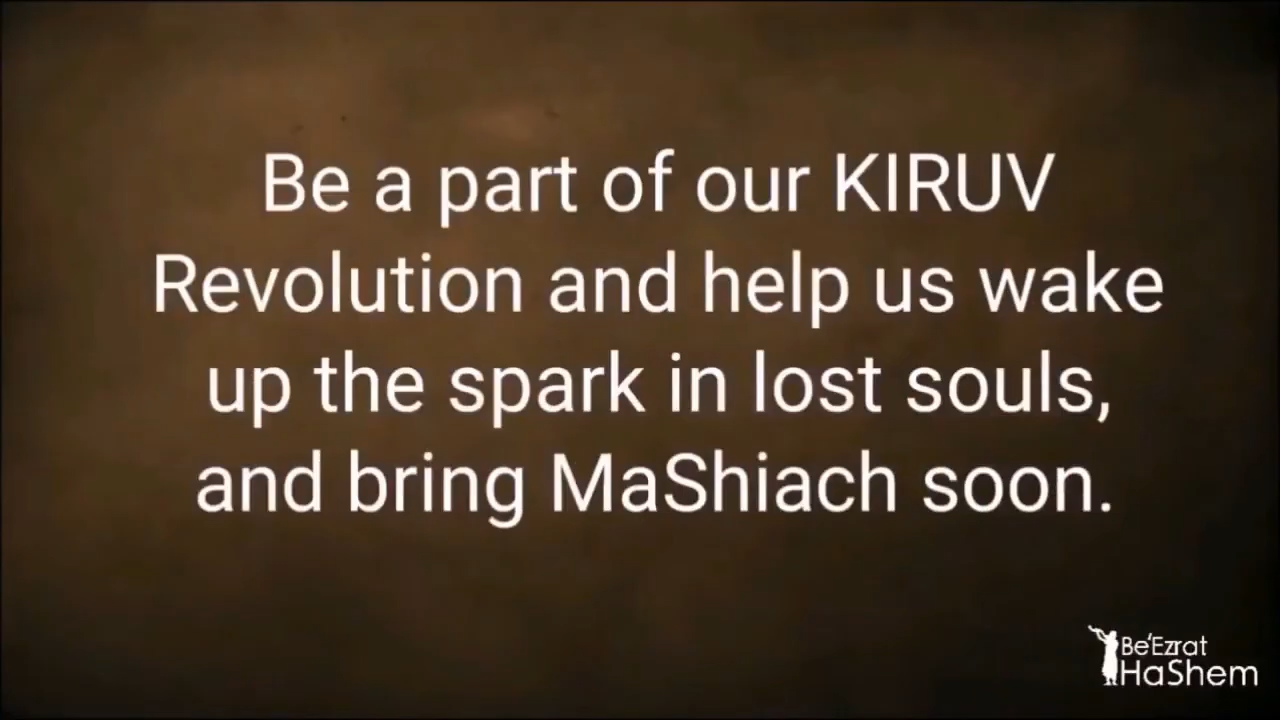 Be a part of our KIRUV
Revolution and help us wake
up the spark in lost souls,
and bring MaShiach soon.
Be'Ezrat
HaShem